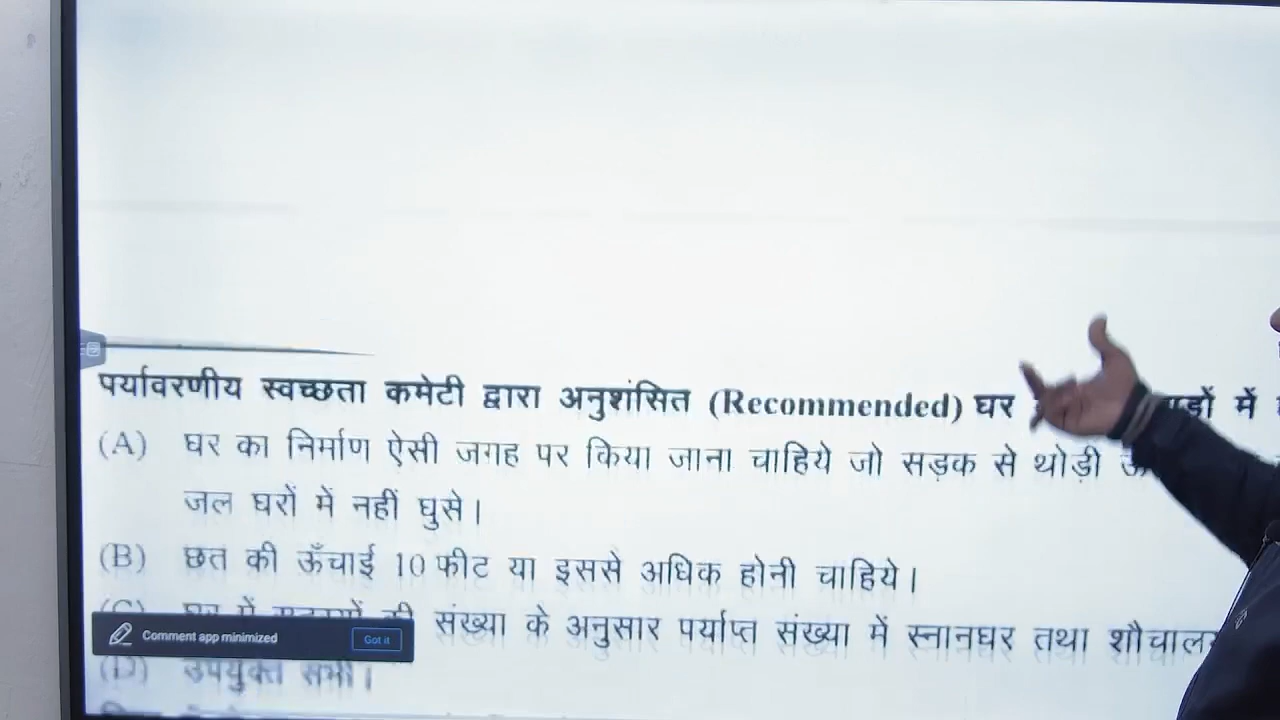 पर्यावरणीय स्वच्छता कमेटी द्वारा अनुशंसित (Recommended) घर में
(A) घर का निर्माण ऐसी जगह पर किया जाना चाहिये जो सड़क से थोड़ी
जल घरों में नहीं घुसे।
(B) छत की ऊँचाई 10 फीट या इससे अधिक होनी चाहिये।
(C) घर में की संख्या के अनुसार पर्याप्त संख्या में स्नानघर तथा
Comment app minimized Got it
(D) उपर्युक्त सभी।